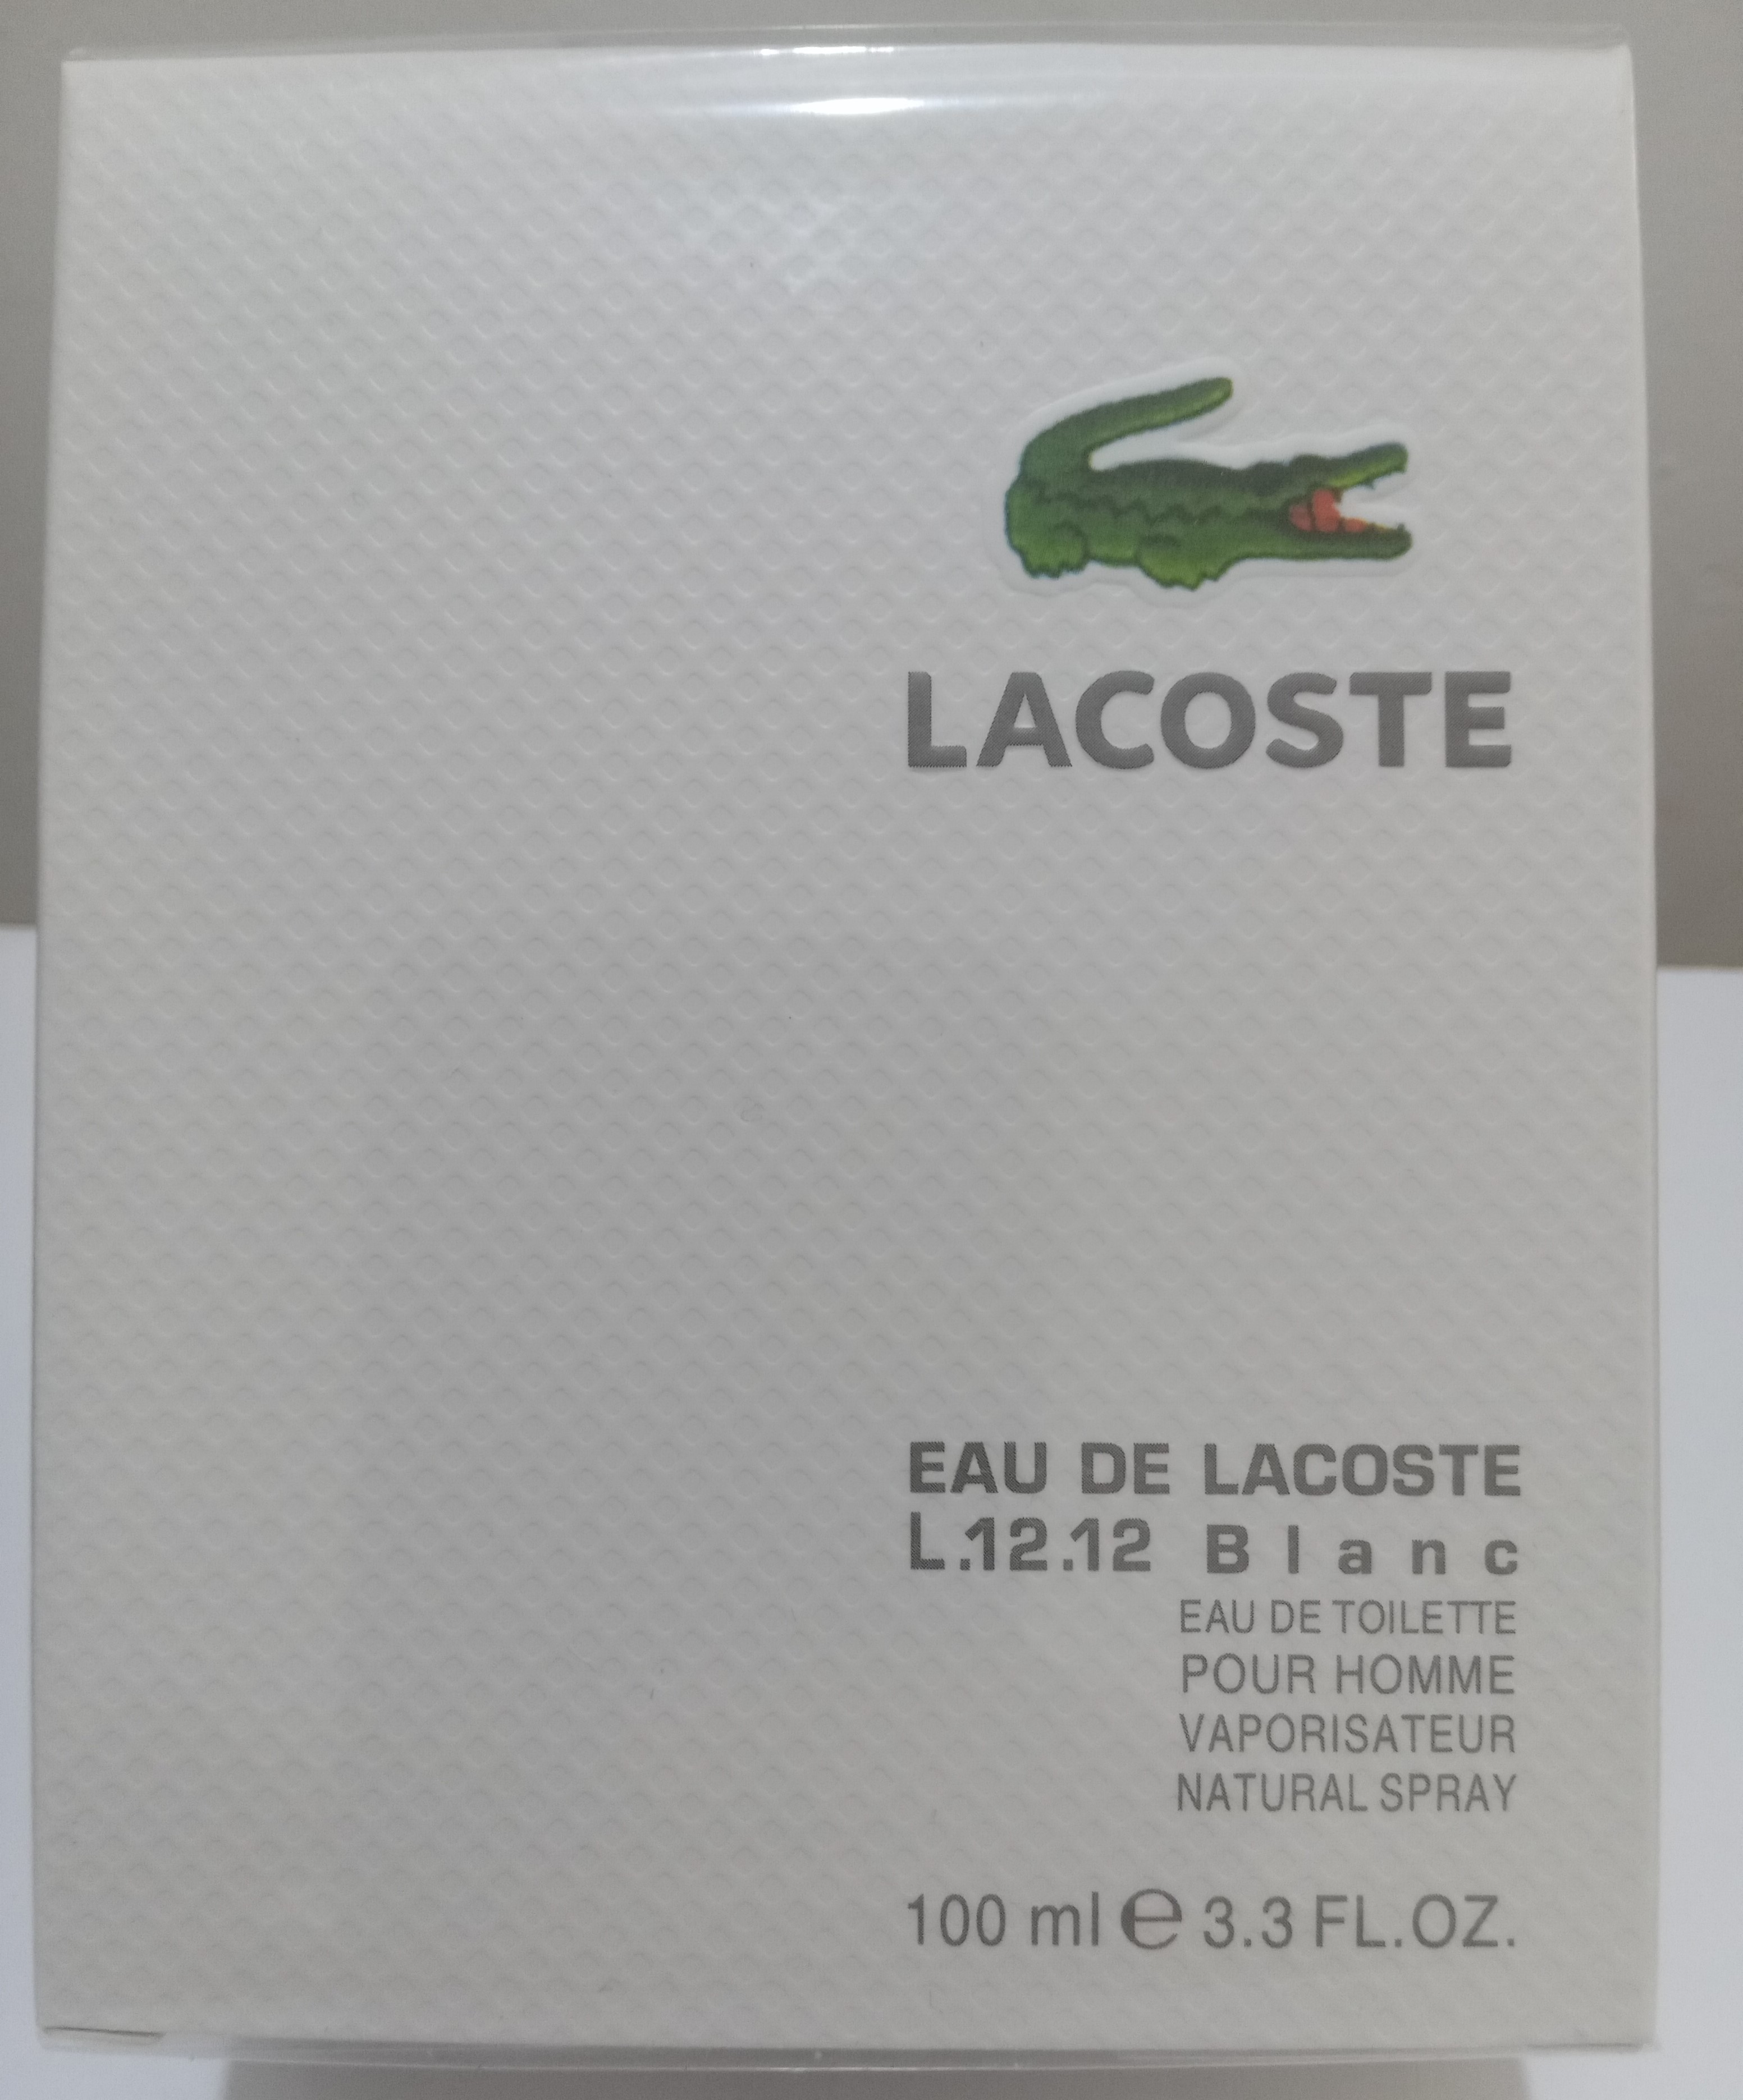 LACOSTE
EAU DE LACOSTE
L.12.12 Blanc
EAU DE TOILETTE
POUR HOMME
VAPORISATEUR
NATURAL SPRAY
100 ml ℮ 3.3 FL.OZ.